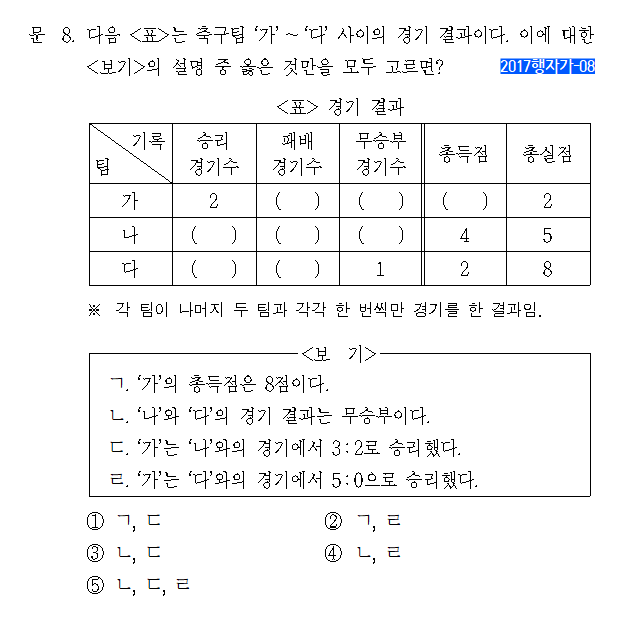 문 8. 다음 <표>는 축구팀 ‘가’~‘다’ 사이의 경기 결과이다. 이에 대한
<보기>의 설명 중 옳은 것만을 모두 고르면? 2017행자가-08
<표> 경기 결과
기록 승리 패배 무승부 총득점 총실점
팀 경기수 경기수 경기수
가 2 ( ) ( ) ( ) 2
나 ( ) ( ) ( ) 4 5
다 ( ) ( ) 1 2 8
※ 각 팀이 나머지 두 팀과 각각 한 번씩만 경기를 한 결과임.
<보 기>
ㄱ. ‘가’의 총득점은 8점이다.
ㄴ. ‘나’와 ‘다’의 경기 결과는 무승부이다.
ㄷ. ‘가’는 ‘나’와의 경기에서 3:2로 승리했다.
ㄹ. ‘가’는 ‘다’와의 경기에서 5:0으로 승리했다.
① ㄱ, ㄷ ② ㄱ, ㄹ
③ ㄴ, ㄷ ④ ㄴ, ㄹ
⑤ ㄴ, ㄷ, ㄹ